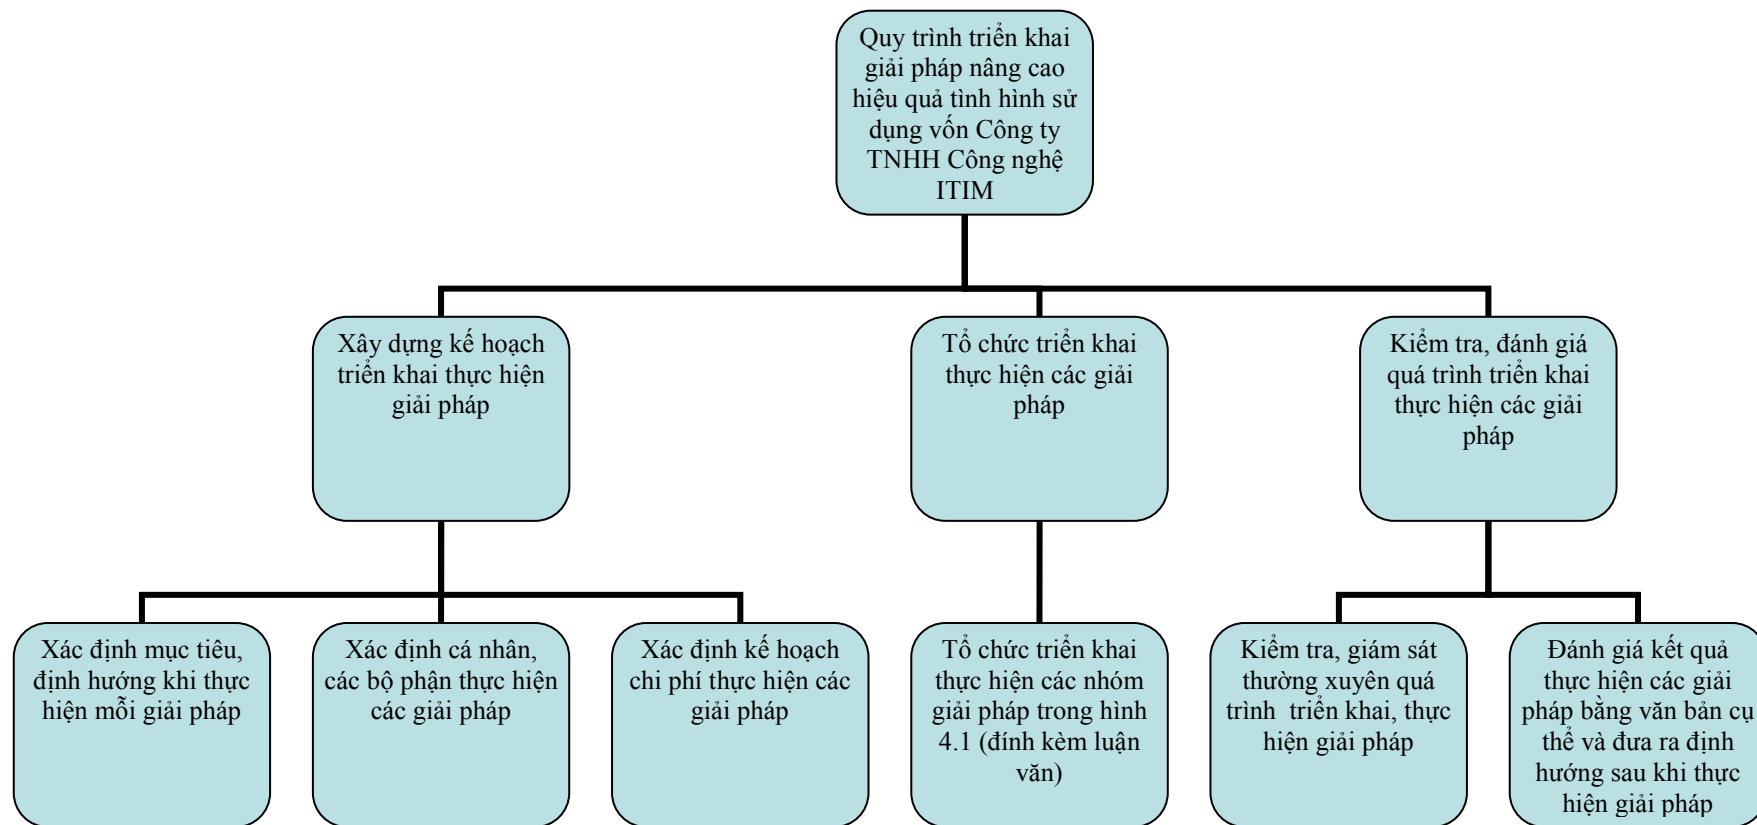 Quy trình triển khai
giải pháp nâng cao
hiệu quả tình hình sử
dụng vốn Công ty
TNHH Công nghệ
ITIM
Xây dựng kế hoạch
triển khai thực hiện
giải pháp
Tổ chức triển khai
thực hiện các giải
pháp
Kiểm tra, đánh giá
quá trình triển khai
thực hiện các giải
pháp
Xác định mục tiêu,
định hướng khi thực
hiện mỗi giải pháp
Xác định cá nhân,
các bộ phận thực hiện
các giải pháp
Xác định kế hoạch
chi phí thực hiện các
giải pháp
Tổ chức triển khai
thực hiện các nhóm
giải pháp trong hình
4.1 (đính kèm luận
văn)
Kiểm tra, giám sát
thường xuyên quá
trình triển khai, thực
hiện giải pháp
Đánh giá kết quả
thực hiện các giải
pháp bằng văn bản cụ
thể và đưa ra định
hướng sau khi thực
hiện giải pháp